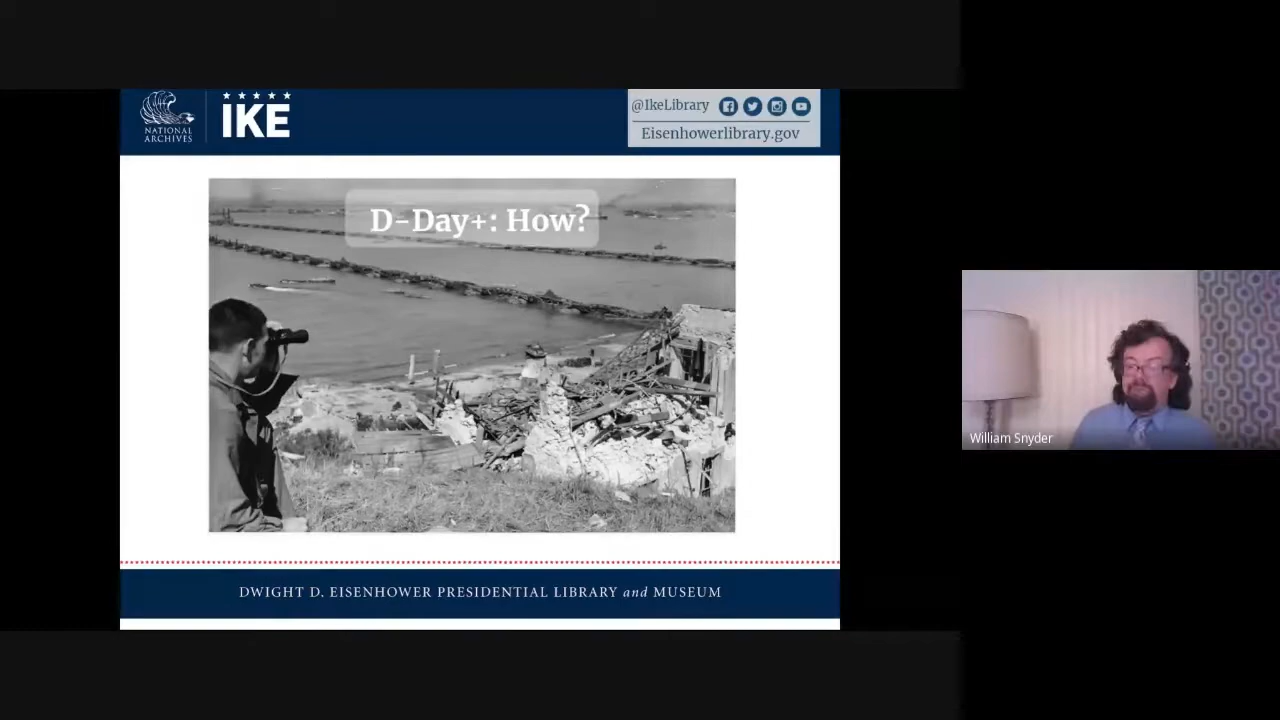 NATIONAL
ARCHIVES
IKE
@IkeLibrary
Eisenhowerlibrary.gov
D-Day+: How?
William Snyder
DWIGHT D. EISENHOWER PRESIDENTIAL LIBRARY and MUSEUM